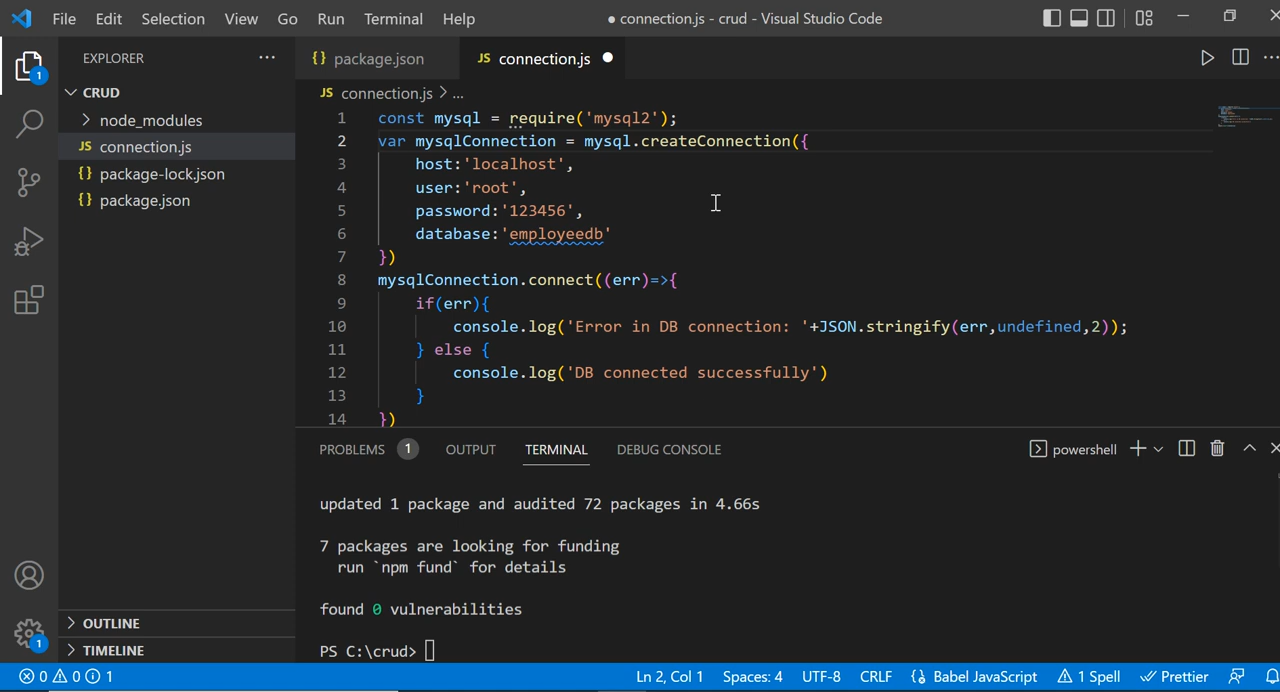 File Edit Selection View Go Run Terminal Help ● connection.js - crud - Visual Studio Code
EXPLORER ···
{} package.json JS connection.js ●
CRUD
JS connection.js > ...
node_modules
JS connection.js
{} package-lock.json
{} package.json
1 const mysql = require('mysql2');
2 var mysqlConnection = mysql.createConnection({
3 host:'localhost',
4 user:'root',
5 password:'123456',
6 database:'employeedb'
7 })
8 mysqlConnection.connect((err)=>{
9 if(err){
10 console.log('Error in DB connection: '+JSON.stringify(err,undefined,2));
11 } else {
12 console.log('DB connected successfully')
13 }
14 })
PROBLEMS 1 OUTPUT TERMINAL DEBUG CONSOLE powershell
updated 1 package and audited 72 packages in 4.66s
7 packages are looking for funding
run `npm fund` for details
found 0 vulnerabilities
PS C:\crud>
1
OUTLINE
1
TIMELINE
0 0 1 Ln 2, Col 1 Spaces: 4 UTF-8 CRLF {} Babel JavaScript 1 Spell Prettier